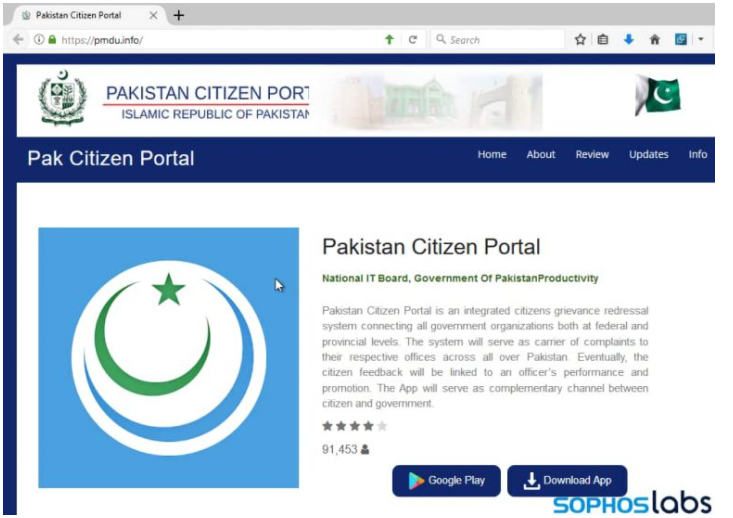 Pakistan Citizen Portal
https://pmdu.info/
Search
PAKISTAN CITIZEN PORT
ISLAMIC REPUBLIC OF PAKISTAN
Pak Citizen Portal
Home About Review Updates Info
Pakistan Citizen Portal
National IT Board, Government Of PakistanProductivity
Pakistan Citizen Portal is an integrated citizens grievance redressal
system connecting all government organizations both at federal and
provincial levels. The system will serve as carrier of complaints to
their respective offices across all over Pakistan. Eventually, the
citizen feedback will be linked to an officer's performance and
promotion. The App will serve as complementary channel between
citizen and government.
91,453
Google Play Download App
SOPHOSlabs